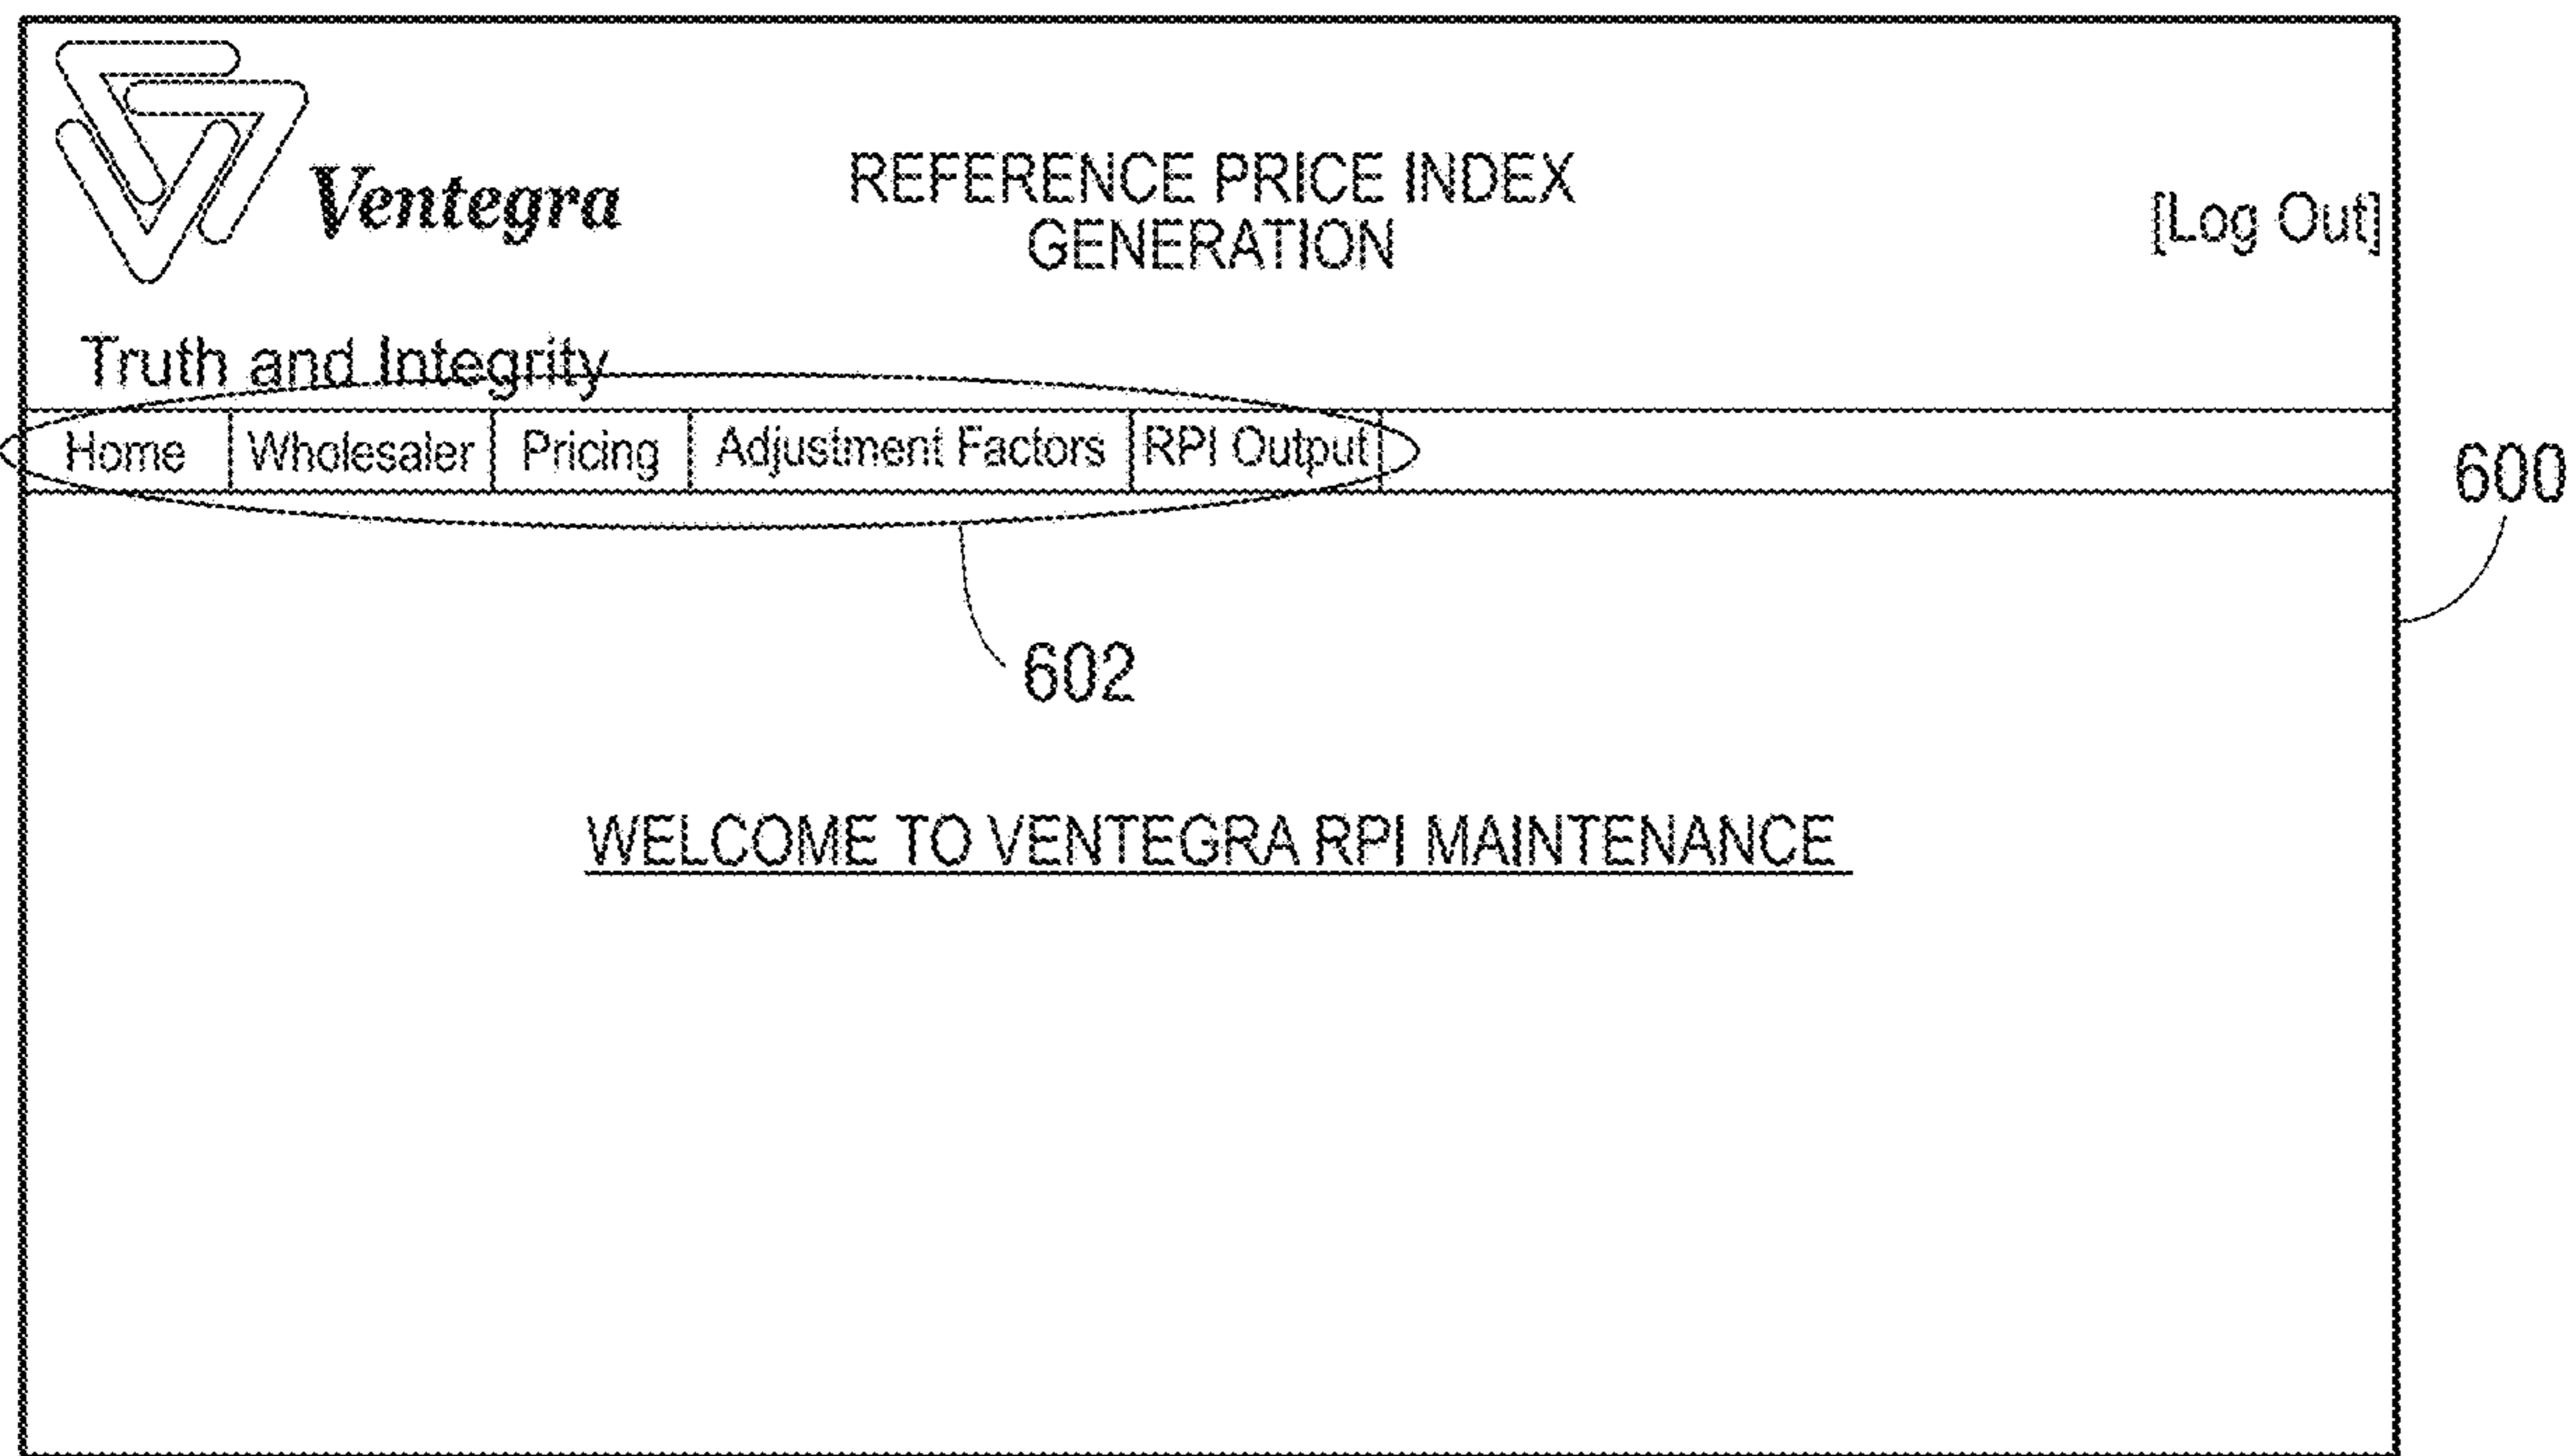 Ventegra
REFERENCE PRICE INDEX
GENERATION
[Log Out]
Truth and Integrity
Home Wholesaler Pricing Adjustment Factors RPI Output
600
602
WELCOME TO VENTEGRA RPI MAINTENANCE